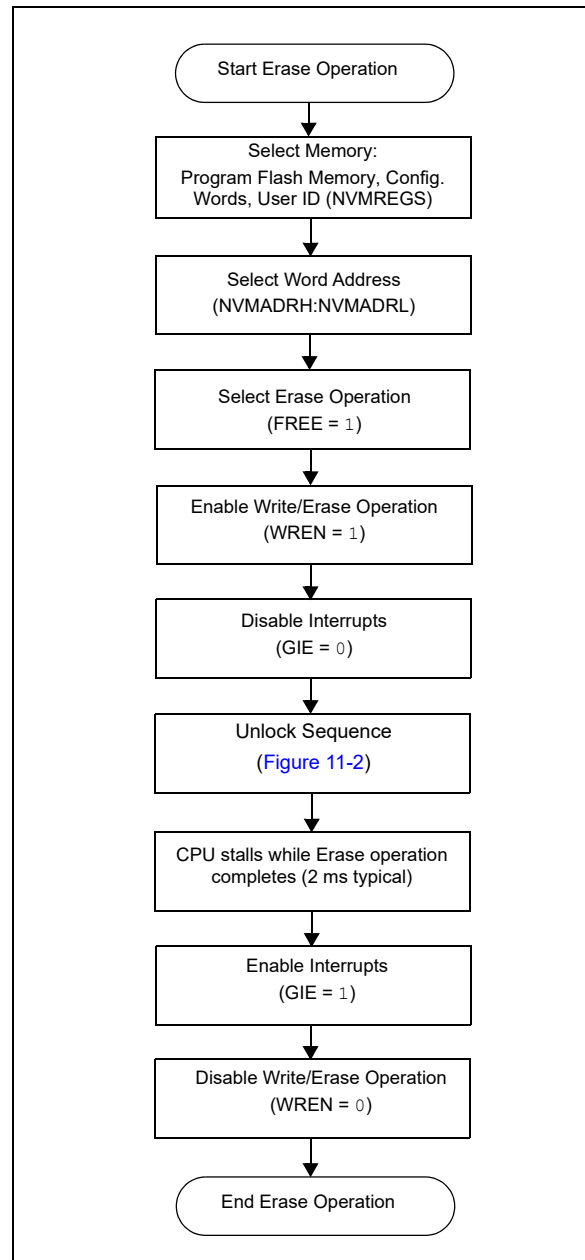 Start Erase Operation
Select Memory:
Program Flash Memory, Config.
Words, User ID (NVMREGS)
Select Word Address
(NVMADRH:NVMADRL)
Select Erase Operation
(FREE = 1)
Enable Write/Erase Operation
(WREN = 1)
Disable Interrupts
(GIE = 0)
Unlock Sequence
(Figure 11-2)
CPU stalls while Erase operation
completes (2 ms typical)
Enable Interrupts
(GIE = 1)
Disable Write/Erase Operation
(WREN = 0)
End Erase Operation